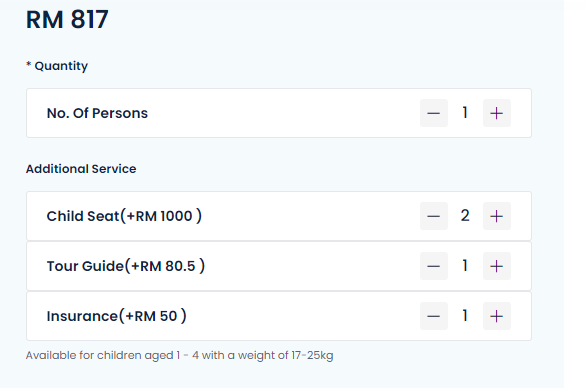 RM 817
* Quantity
No. Of Persons — 1 +
Additional Service
Child Seat(+RM 1000 ) — 2 +
Tour Guide(+RM 80.5 ) — 1 +
Insurance(+RM 50 ) — 1 +
Available for children aged 1 - 4 with a weight of 17-25kg